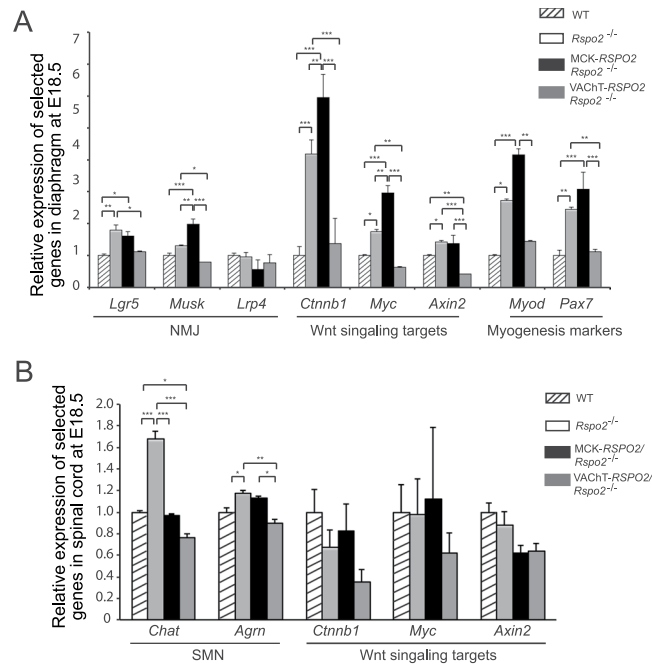 A
Relative expression of selected
genes in diaphragm at E18.5
7
6
5
4
3
2
1
0
WT
Rspo2 -/-
MCK-RSPO2
Rspo2 -/-
VAChT-RSPO2
Rspo2 -/-
** * *
*** ** *** *
*** *** ** *** ***
* *** ** *** **
* ** *** ***
* *** **
** *** *** **
Lgr5 Musk Lrp4 Ctnnb1 Myc Axin2 Myod Pax7
NMJ Wnt singaling targets Myogenesis markers
B
Relative expression of selected
genes in spinal cord at E18.5
2.0
1.8
1.6
1.4
1.2
1.0
0.8
0.6
0.4
0.2
0
WT
Rspo2 -/-
MCK-RSPO2/
Rspo2 -/-
VAChT-RSPO2/
Rspo2 -/-
*
***
*** ***
**
* *
Chat Agrn Ctnnb1 Myc Axin2
SMN Wnt singaling targets